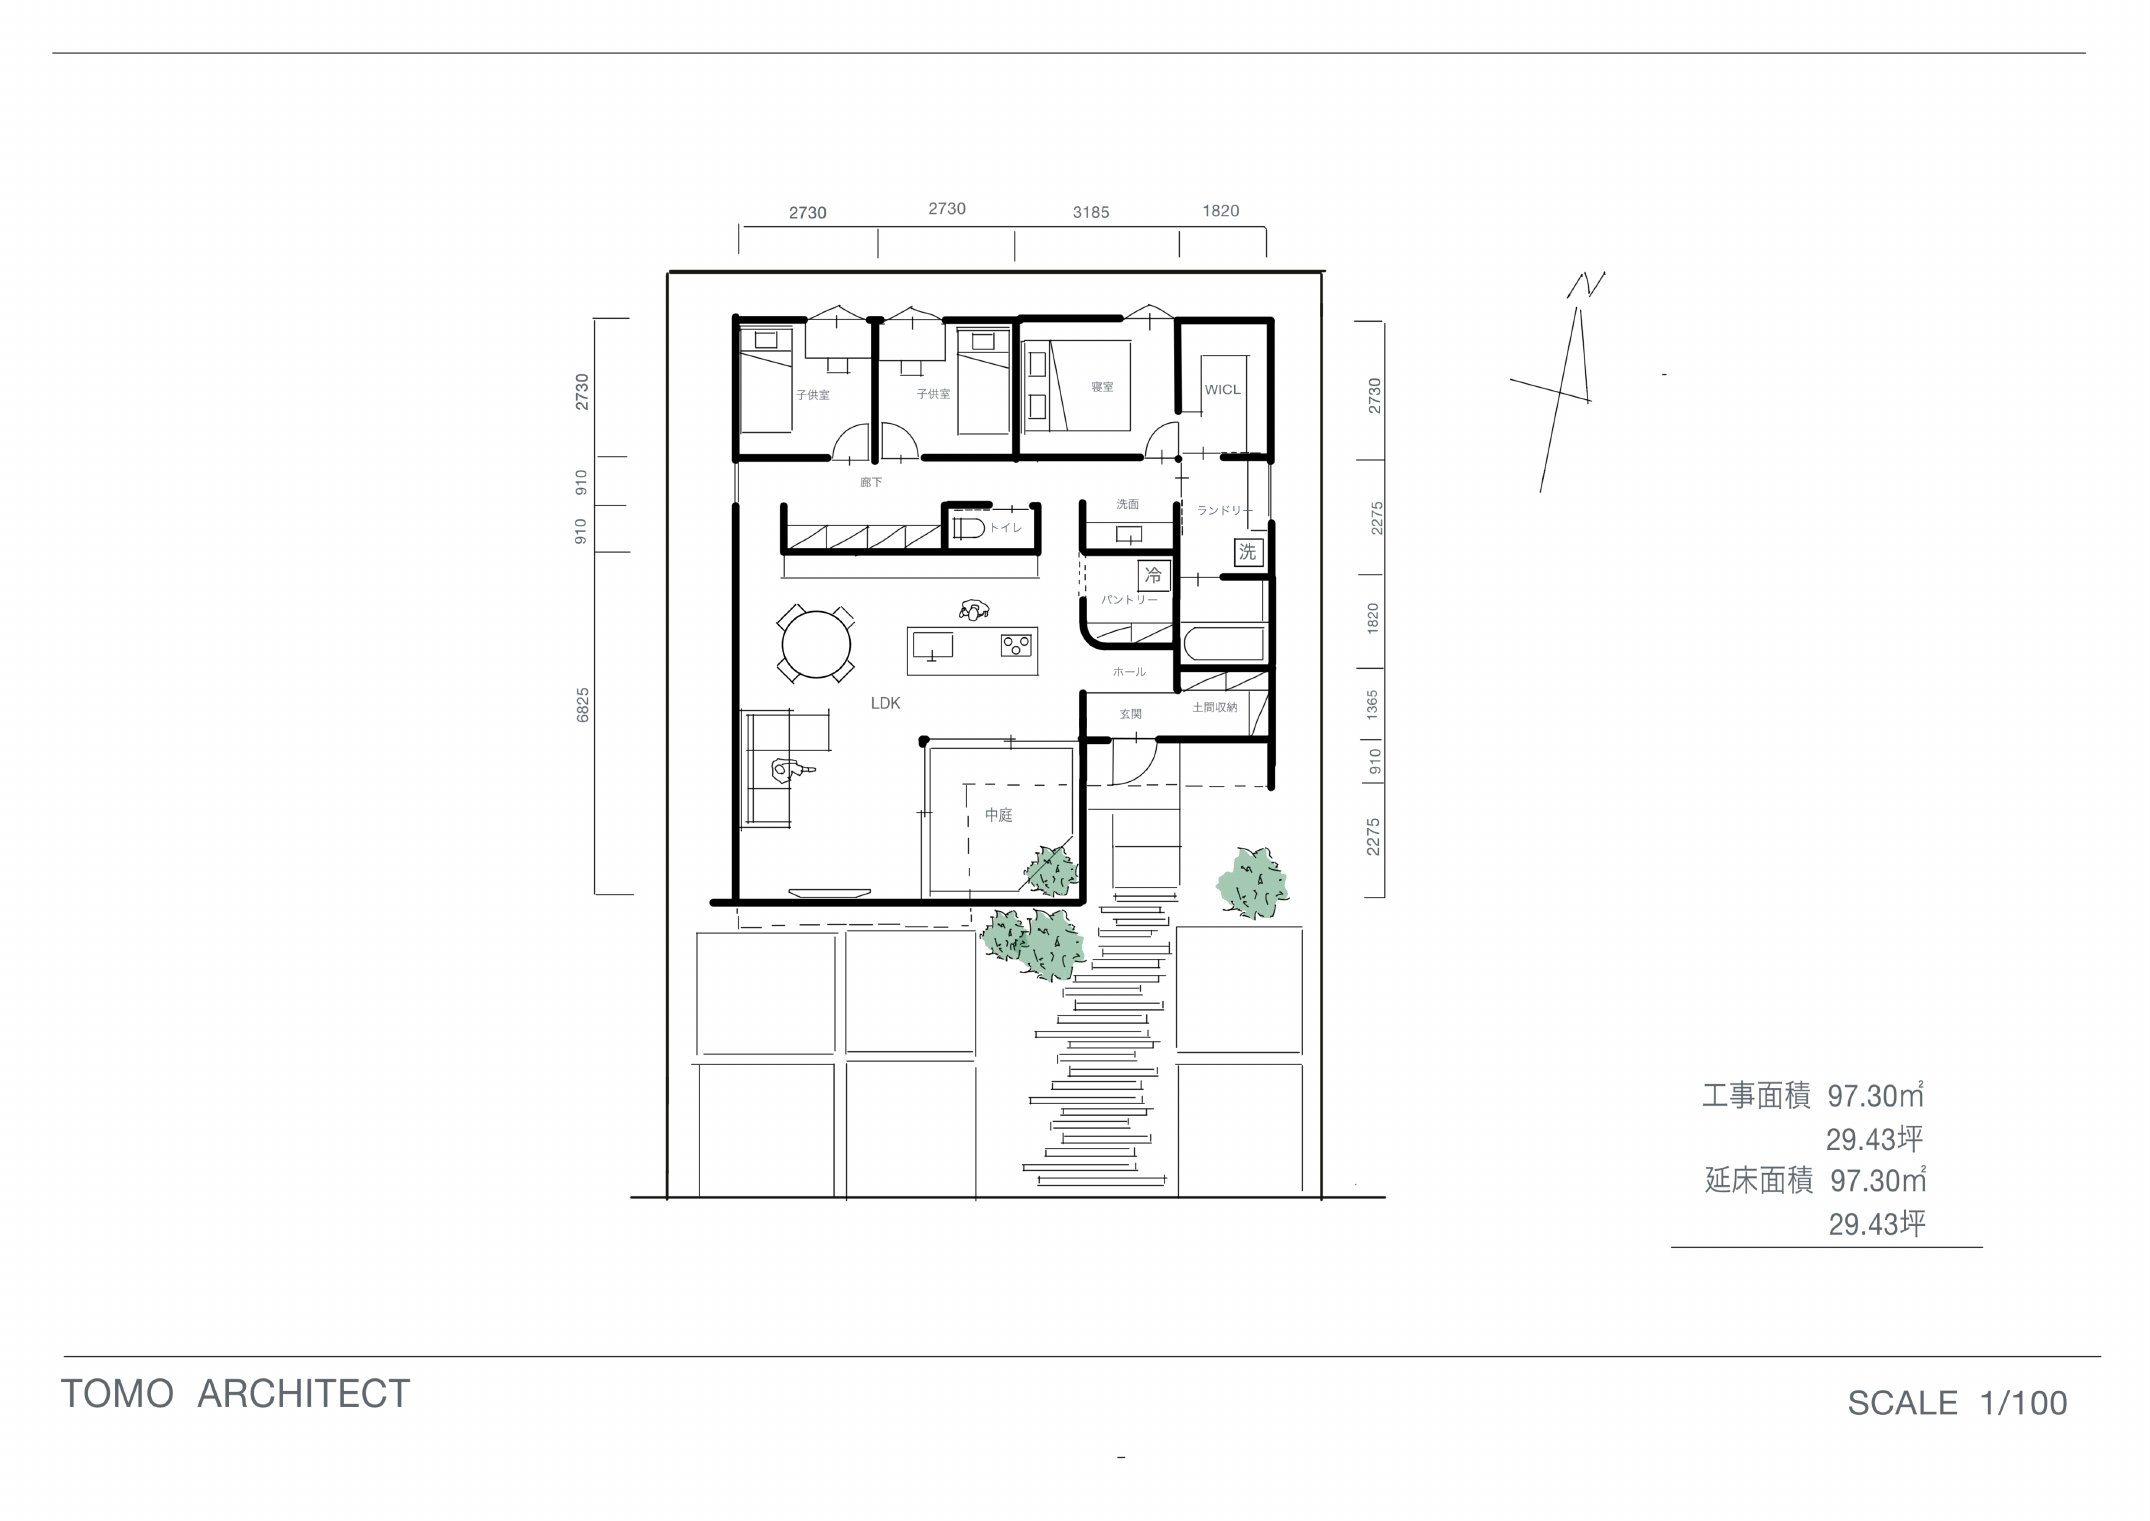 2730 2730 3185 1820
N
2730
910
910
6825
2730
2275
1820
1365
910
2275
子供室
子供室
寝室
WICL
廊下
洗面
ランドリー
トイレ
洗
冷
パントリー
ホール
LDK
玄関
土間収納
中庭
工事面積 97.30㎡
29.43坪
延床面積 97.30㎡
29.43坪
TOMO ARCHITECT
SCALE 1/100